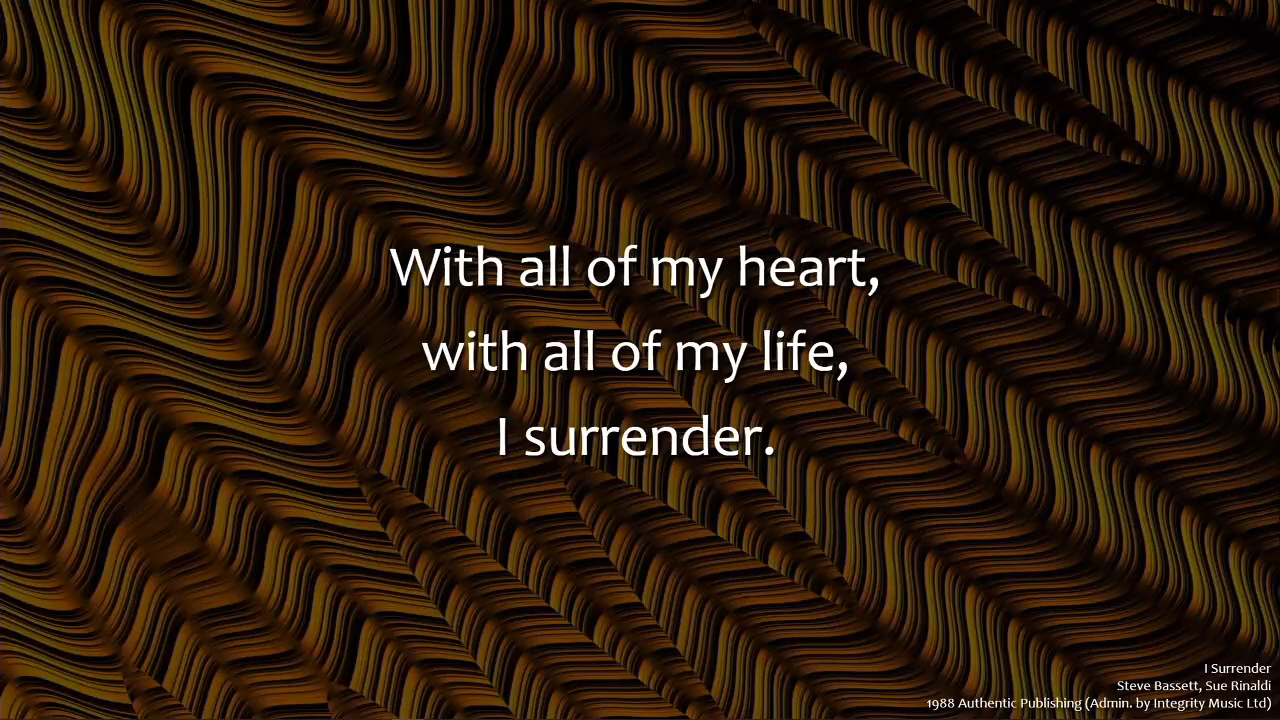 With all of my heart,
with all of my life,
I surrender.
I Surrender
Steve Bassett, Sue Rinaldi
1988 Authentic Publishing (Admin. by Integrity Music Ltd)